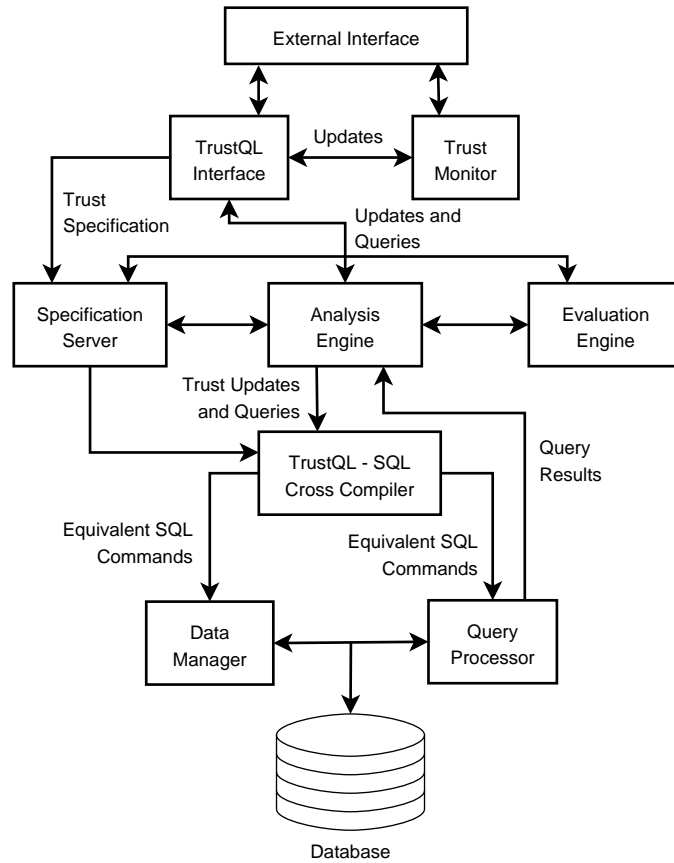 External Interface
TrustQL
Interface
Updates
Trust
Monitor
Trust
Specification
Updates and
Queries
Specification
Server
Analysis
Engine
Evaluation
Engine
Trust Updates
and Queries
Query
Results
TrustQL - SQL
Cross Compiler
Equivalent SQL
Commands
Equivalent SQL
Commands
Data
Manager
Query
Processor
Database